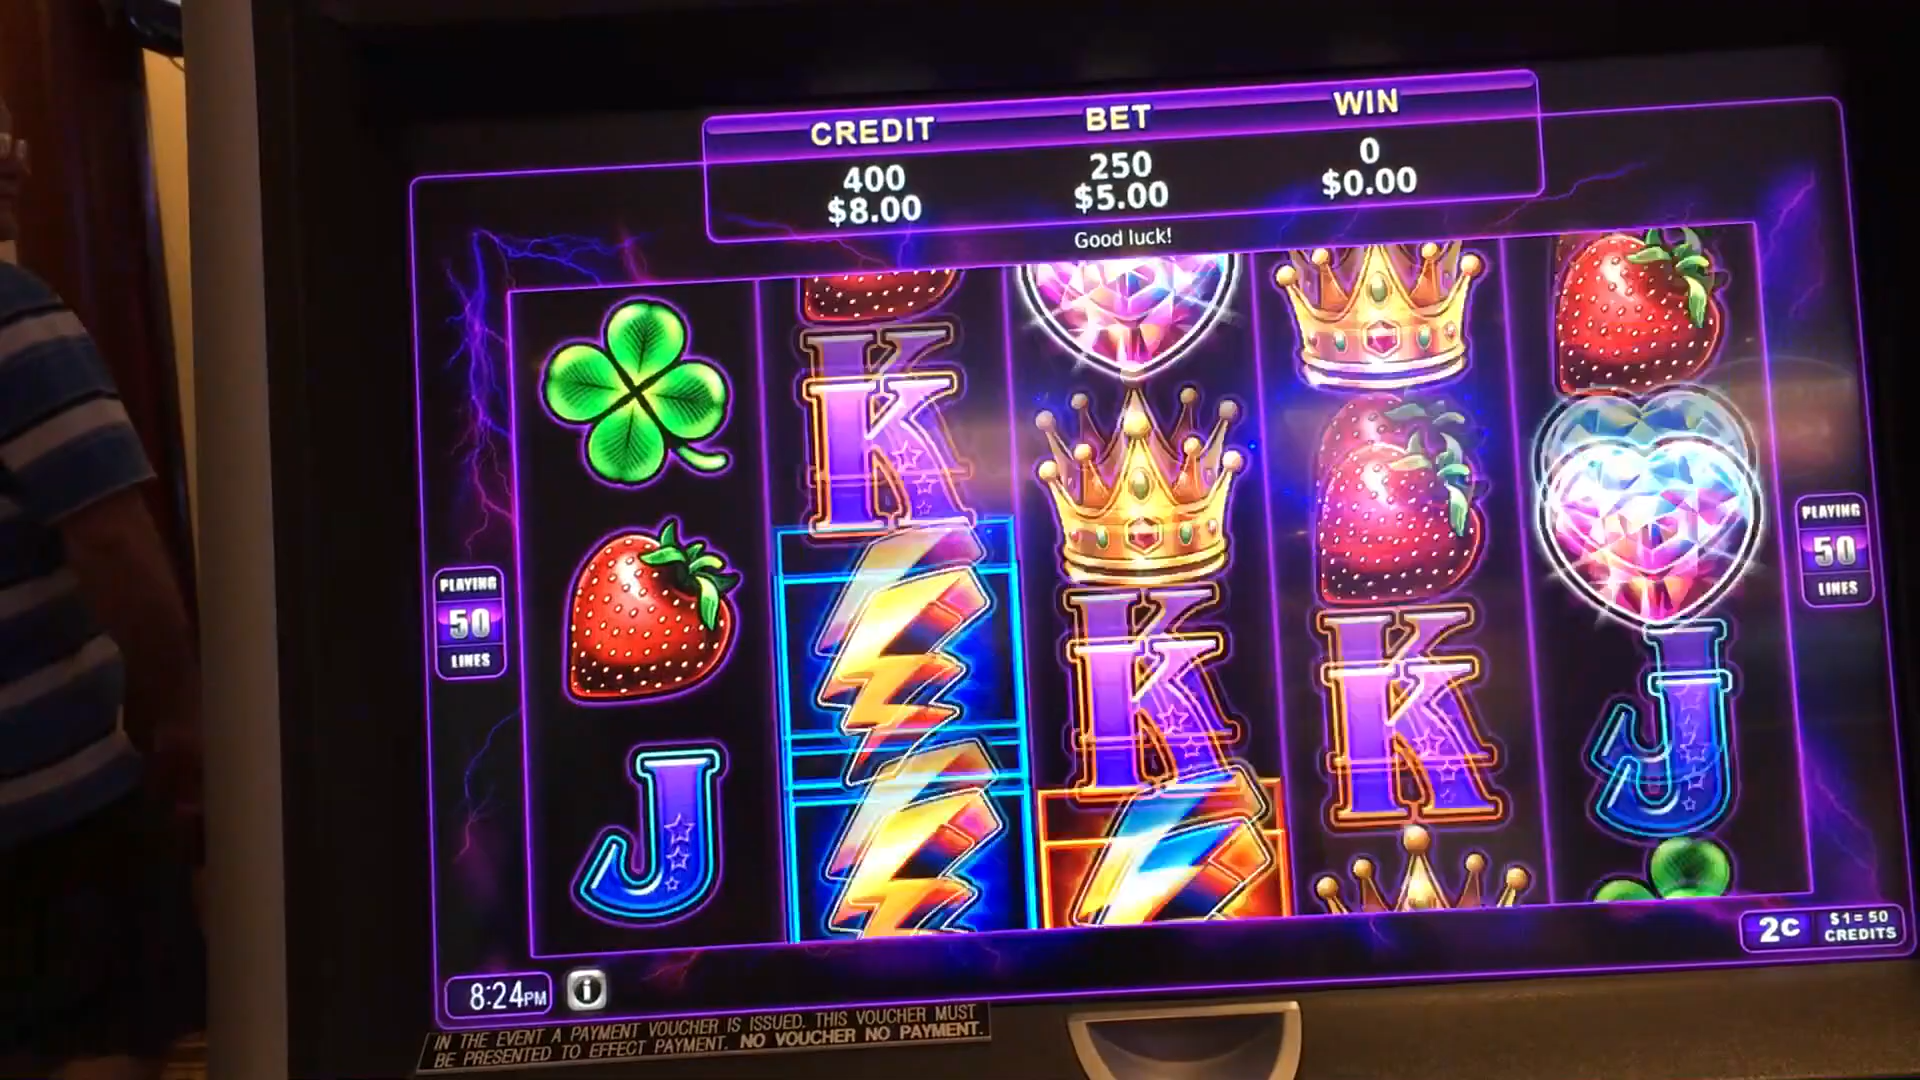 CREDIT BET WIN
400 250 0
$8.00 $5.00 $0.00
Good luck!
K
K
K
K
K
K
J
J
J
PLAYING
50
LINES
PLAYING
50
LINES
2¢ $1=50
CREDITS
8:24PM i
IN THE EVENT A PAYMENT VOUCHER IS ISSUED. THIS VOUCHER MUST
BE PRESENTED TO EFFECT PAYMENT. NO VOUCHER NO PAYMENT.